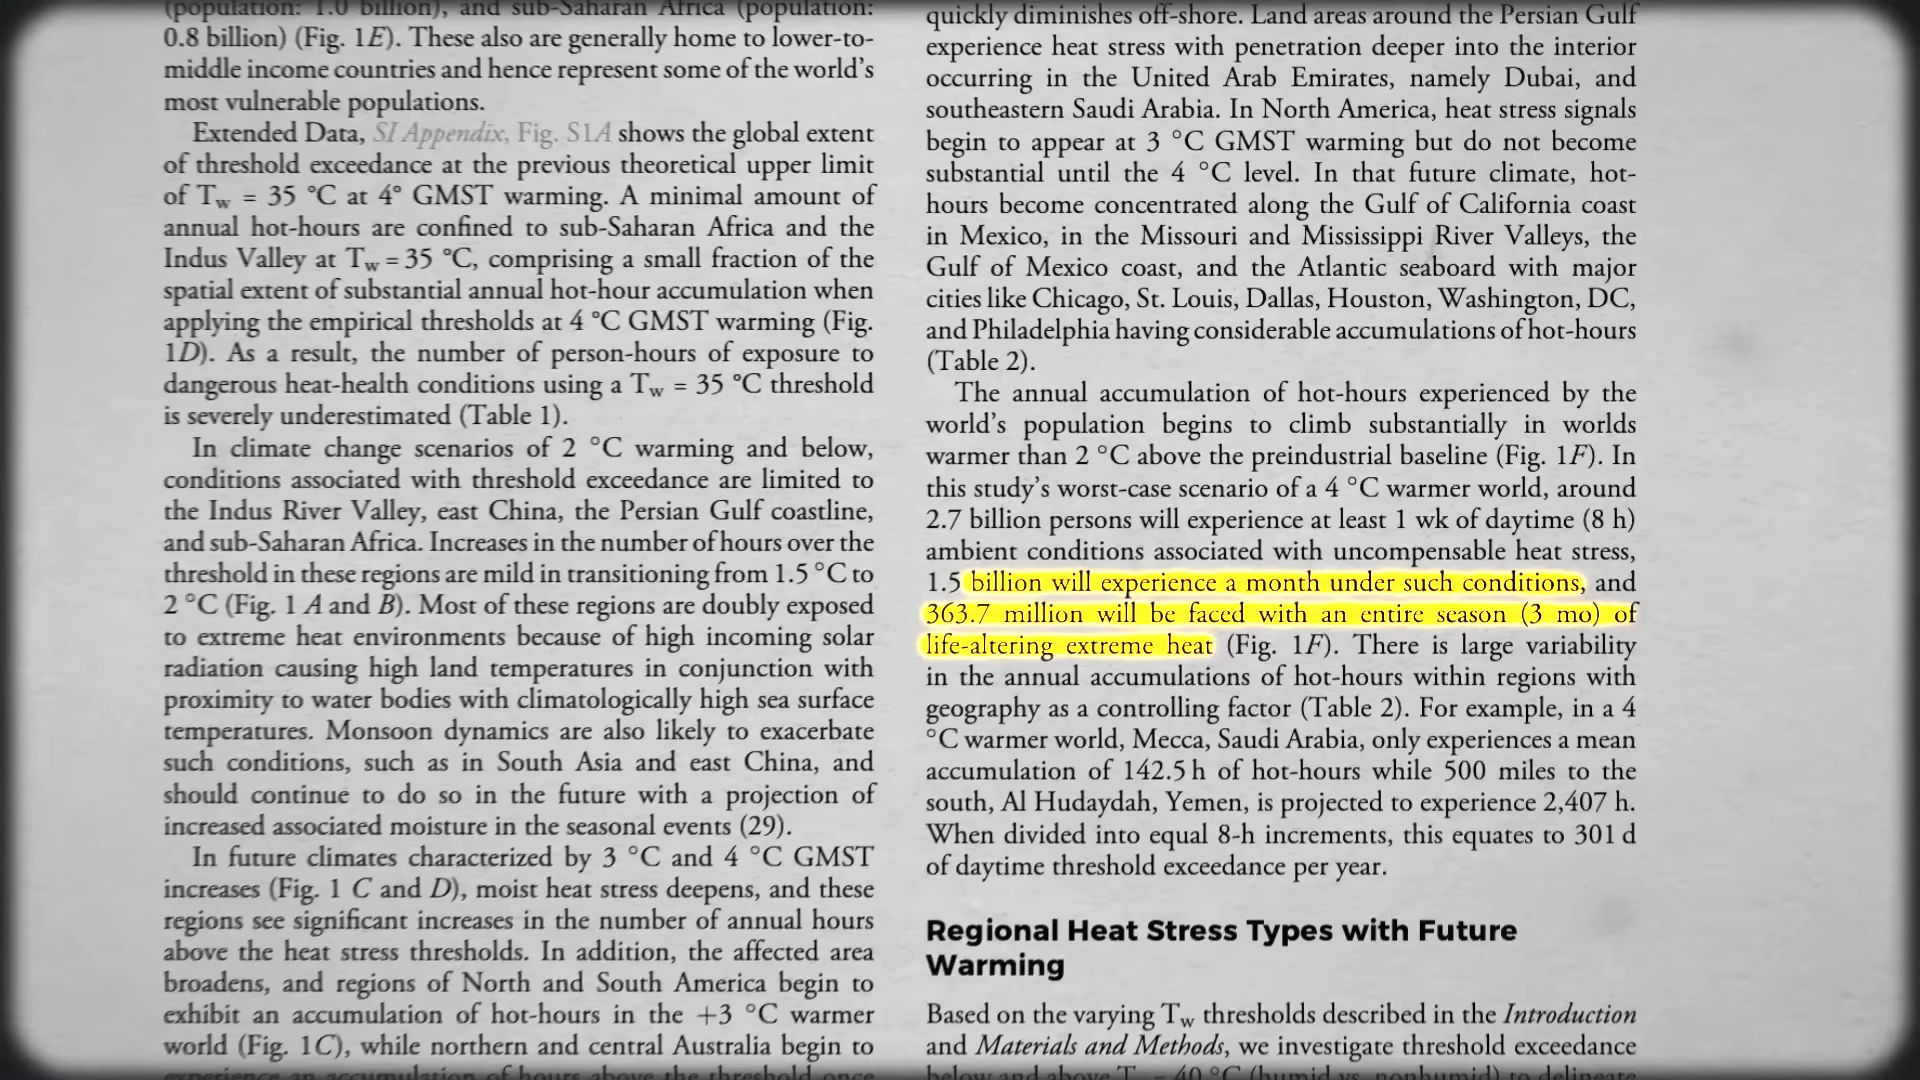 (population: 1.0 billion), and sub-Saharan Africa (population:
0.8 billion) (Fig. 1E). These also are generally home to lower-to-
middle income countries and hence represent some of the world's
most vulnerable populations.
Extended Data, SI Appendix, Fig. S1A shows the global extent
of threshold exceedance at the previous theoretical upper limit
of Tw = 35 °C at 4° GMST warming. A minimal amount of
annual hot-hours are confined to sub-Saharan Africa and the
Indus Valley at Tw = 35 °C, comprising a small fraction of the
spatial extent of substantial annual hot-hour accumulation when
applying the empirical thresholds at 4 °C GMST warming (Fig.
1D). As a result, the number of person-hours of exposure to
dangerous heat-health conditions using a Tw = 35 °C threshold
is severely underestimated (Table 1).
In climate change scenarios of 2 °C warming and below,
conditions associated with threshold exceedance are limited to
the Indus River Valley, east China, the Persian Gulf coastline,
and sub-Saharan Africa. Increases in the number of hours over the
threshold in these regions are mild in transitioning from 1.5 °C to
2 °C (Fig. 1 A and B). Most of these regions are doubly exposed
to extreme heat environments because of high incoming solar
radiation causing high land temperatures in conjunction with
proximity to water bodies with climatologically high sea surface
temperatures. Monsoon dynamics are also likely to exacerbate
such conditions, such as in South Asia and east China, and
should continue to do so in the future with a projection of
increased associated moisture in the seasonal events (29).
In future climates characterized by 3 °C and 4 °C GMST
increases (Fig. 1 C and D), moist heat stress deepens, and these
regions see significant increases in the number of annual hours
above the heat stress thresholds. In addition, the affected area
broadens, and regions of North and South America begin to
exhibit an accumulation of hot-hours in the +3 °C warmer
world (Fig. 1C), while northern and central Australia begin to
experience an accumulation of hours above the threshold once
quickly diminishes off-shore. Land areas around the Persian Gulf
experience heat stress with penetration deeper into the interior
occurring in the United Arab Emirates, namely Dubai, and
southeastern Saudi Arabia. In North America, heat stress signals
begin to appear at 3 °C GMST warming but do not become
substantial until the 4 °C level. In that future climate, hot-
hours become concentrated along the Gulf of California coast
in Mexico, in the Missouri and Mississippi River Valleys, the
Gulf of Mexico coast, and the Atlantic seaboard with major
cities like Chicago, St. Louis, Dallas, Houston, Washington, DC,
and Philadelphia having considerable accumulations of hot-hours
(Table 2).
The annual accumulation of hot-hours experienced by the
world's population begins to climb substantially in worlds
warmer than 2 °C above the preindustrial baseline (Fig. 1F). In
this study's worst-case scenario of a 4 °C warmer world, around
2.7 billion persons will experience at least 1 wk of daytime (8 h)
ambient conditions associated with uncompensable heat stress,
1.5 billion will experience a month under such conditions, and
363.7 million will be faced with an entire season (3 mo) of
life-altering extreme heat (Fig. 1F). There is large variability
in the annual accumulations of hot-hours within regions with
geography as a controlling factor (Table 2). For example, in a 4
°C warmer world, Mecca, Saudi Arabia, only experiences a mean
accumulation of 142.5 h of hot-hours while 500 miles to the
south, Al Hudaydah, Yemen, is projected to experience 2,407 h.
When divided into equal 8-h increments, this equates to 301 d
of daytime threshold exceedance per year.
Regional Heat Stress Types with Future
Warming
Based on the varying Tw thresholds described in the Introduction
and Materials and Methods, we investigate threshold exceedance
below and above T = 40 °C (humid vs. nonhumid) to delineate